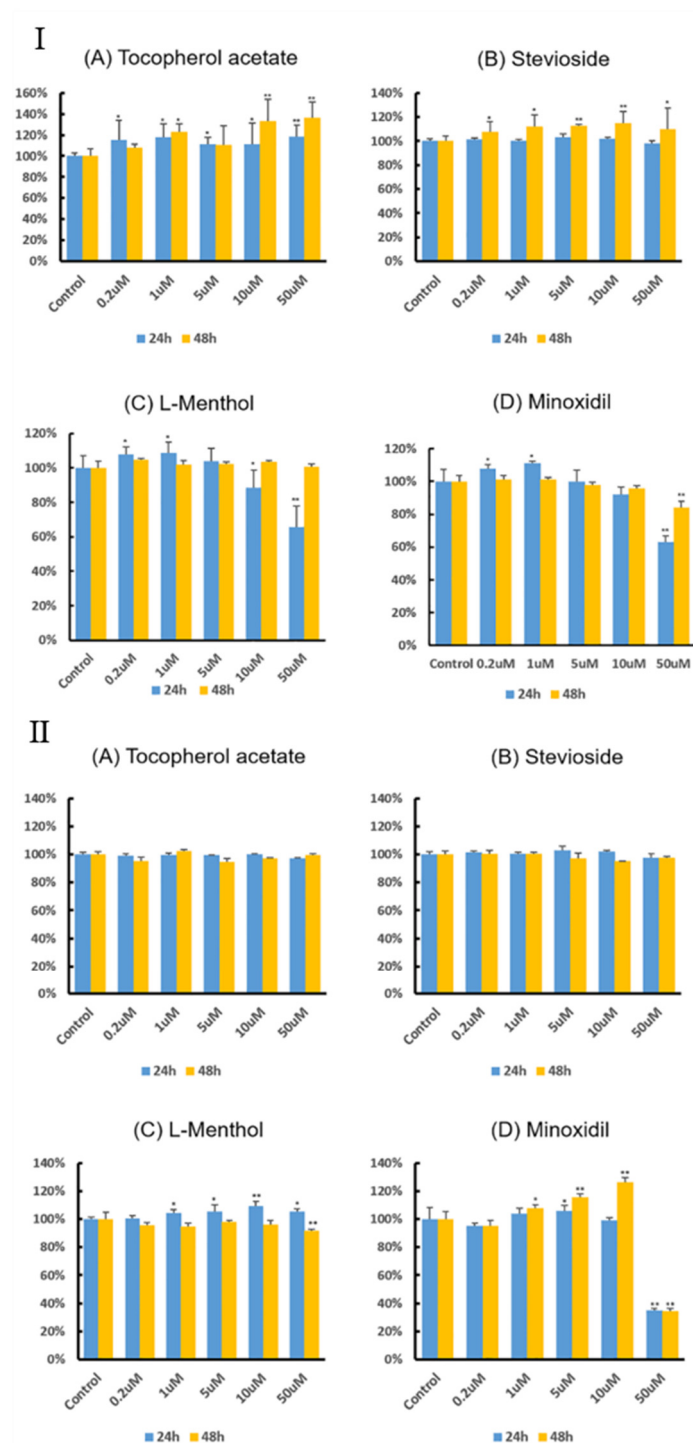 I
(A) Tocopherol acetate
160%
140%
120%
100%
80%
60%
40%
20%
0%
Control 0.2uM 1uM 5uM 10uM 50uM
* * * * * ** * ** **
24h 48h
(B) Stevioside
140%
120%
100%
80%
60%
40%
20%
0%
Control 0.2uM 1uM 5uM 10uM 50uM
* * ** ** *
24h 48h
(C) L-Menthol
120%
100%
80%
60%
40%
20%
0%
Control 0.2uM 1uM 5uM 10uM 50uM
* * * **
24h 48h
(D) Minoxidil
120%
100%
80%
60%
40%
20%
0%
Control 0.2uM 1uM 5uM 10uM 50uM
* * ** **
24h 48h
II
(A) Tocopherol acetate
140%
120%
100%
80%
60%
40%
20%
0%
Control 0.2uM 1uM 5uM 10uM 50uM
24h 48h
(B) Stevioside
140%
120%
100%
80%
60%
40%
20%
0%
Control 0.2uM 1uM 5uM 10uM 50uM
24h 48h
(C) L-Menthol
140%
120%
100%
80%
60%
40%
20%
0%
Control 0.2uM 1uM 5uM 10uM 50uM
* * ** * **
24h 48h
(D) Minoxidil
140%
120%
100%
80%
60%
40%
20%
0%
Control 0.2uM 1uM 5uM 10uM 50uM
* * ** ** ** **
24h 48h